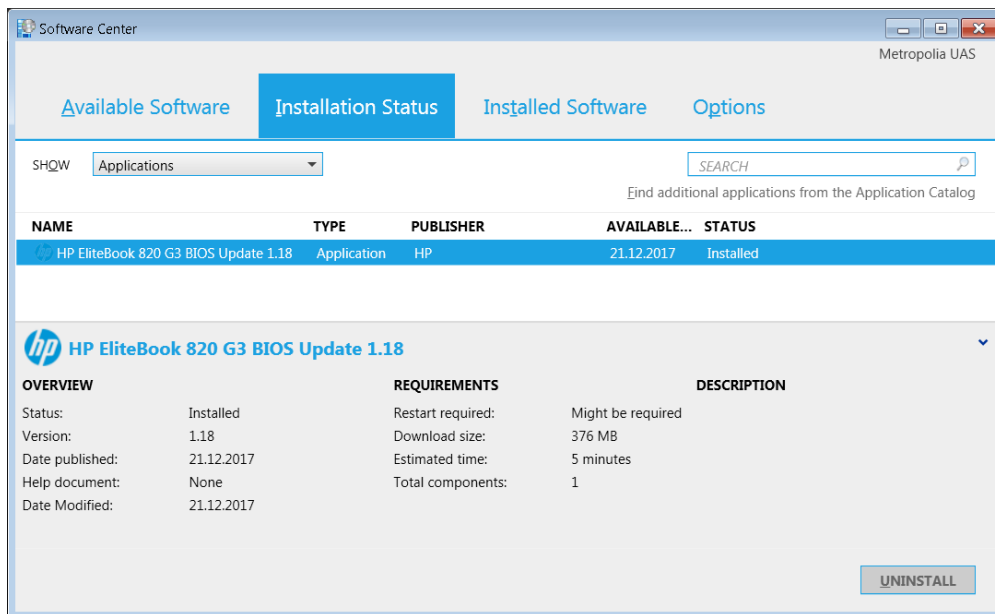 Software Center
Metropolia UAS
Available Software Installation Status Installed Software Options
SHOW Applications SEARCH
Find additional applications from the Application Catalog
NAME TYPE PUBLISHER AVAILABLE... STATUS
HP EliteBook 820 G3 BIOS Update 1.18 Application HP 21.12.2017 Installed
hp HP EliteBook 820 G3 BIOS Update 1.18
OVERVIEW REQUIREMENTS DESCRIPTION
Status: Installed Restart required: Might be required
Version: 1.18 Download size: 376 MB
Date published: 21.12.2017 Estimated time: 5 minutes
Help document: None Total components: 1
Date Modified: 21.12.2017
UNINSTALL